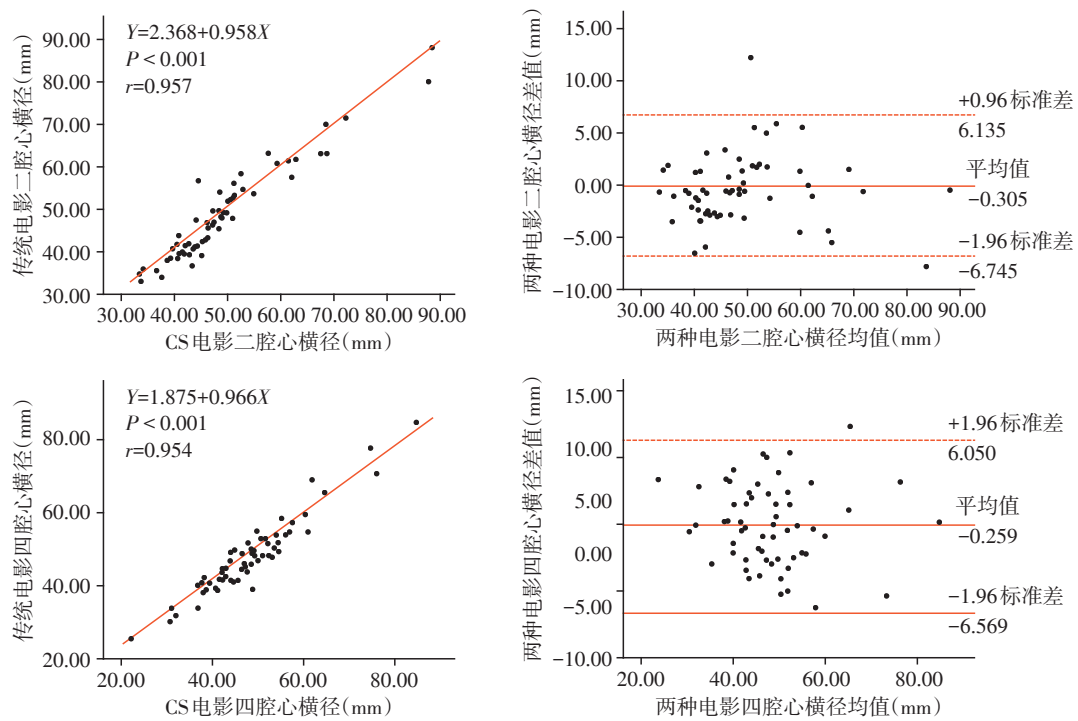 Y=2.368+0.958X
P<0.001
r=0.957
传统电影二腔心横径(mm)
90.00
80.00
70.00
60.00
50.00
40.00
30.00
30.00 40.00 50.00 60.00 70.00 80.00 90.00
CS电影二腔心横径(mm)
两种电影二腔心横径差值(mm)
15.00
10.00
5.00
0.00
−5.00
−10.00
+0.96标准差
6.135
平均值
−0.305
−1.96标准差
−6.745
30.00 40.00 50.00 60.00 70.00 80.00 90.00
两种电影二腔心横径均值(mm)
Y=1.875+0.966X
P<0.001
r=0.954
传统电影四腔心横径(mm)
80.00
60.00
40.00
20.00
20.00 40.00 60.00 80.00
CS电影四腔心横径(mm)
两种电影四腔心横径差值(mm)
15.00
10.00
5.00
0.00
−5.00
−10.00
+1.96标准差
6.050
平均值
−0.259
−1.96标准差
−6.569
20.00 40.00 60.00 80.00
两种电影四腔心横径均值(mm)